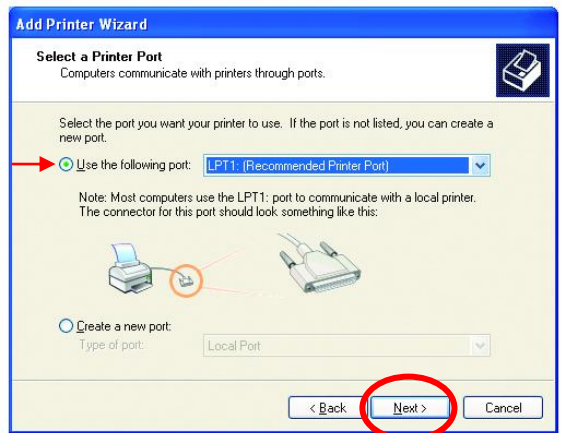 Add Printer Wizard
Select a Printer Port
Computers communicate with printers through ports.
Select the port you want your printer to use. If the port is not listed, you can create a
new port.
Use the following port: LPT1: (Recommended Printer Port)
Note: Most computers use the LPT1: port to communicate with a local printer.
The connector for this port should look something like this:
Create a new port:
Type of port: Local Port
< Back Next > Cancel